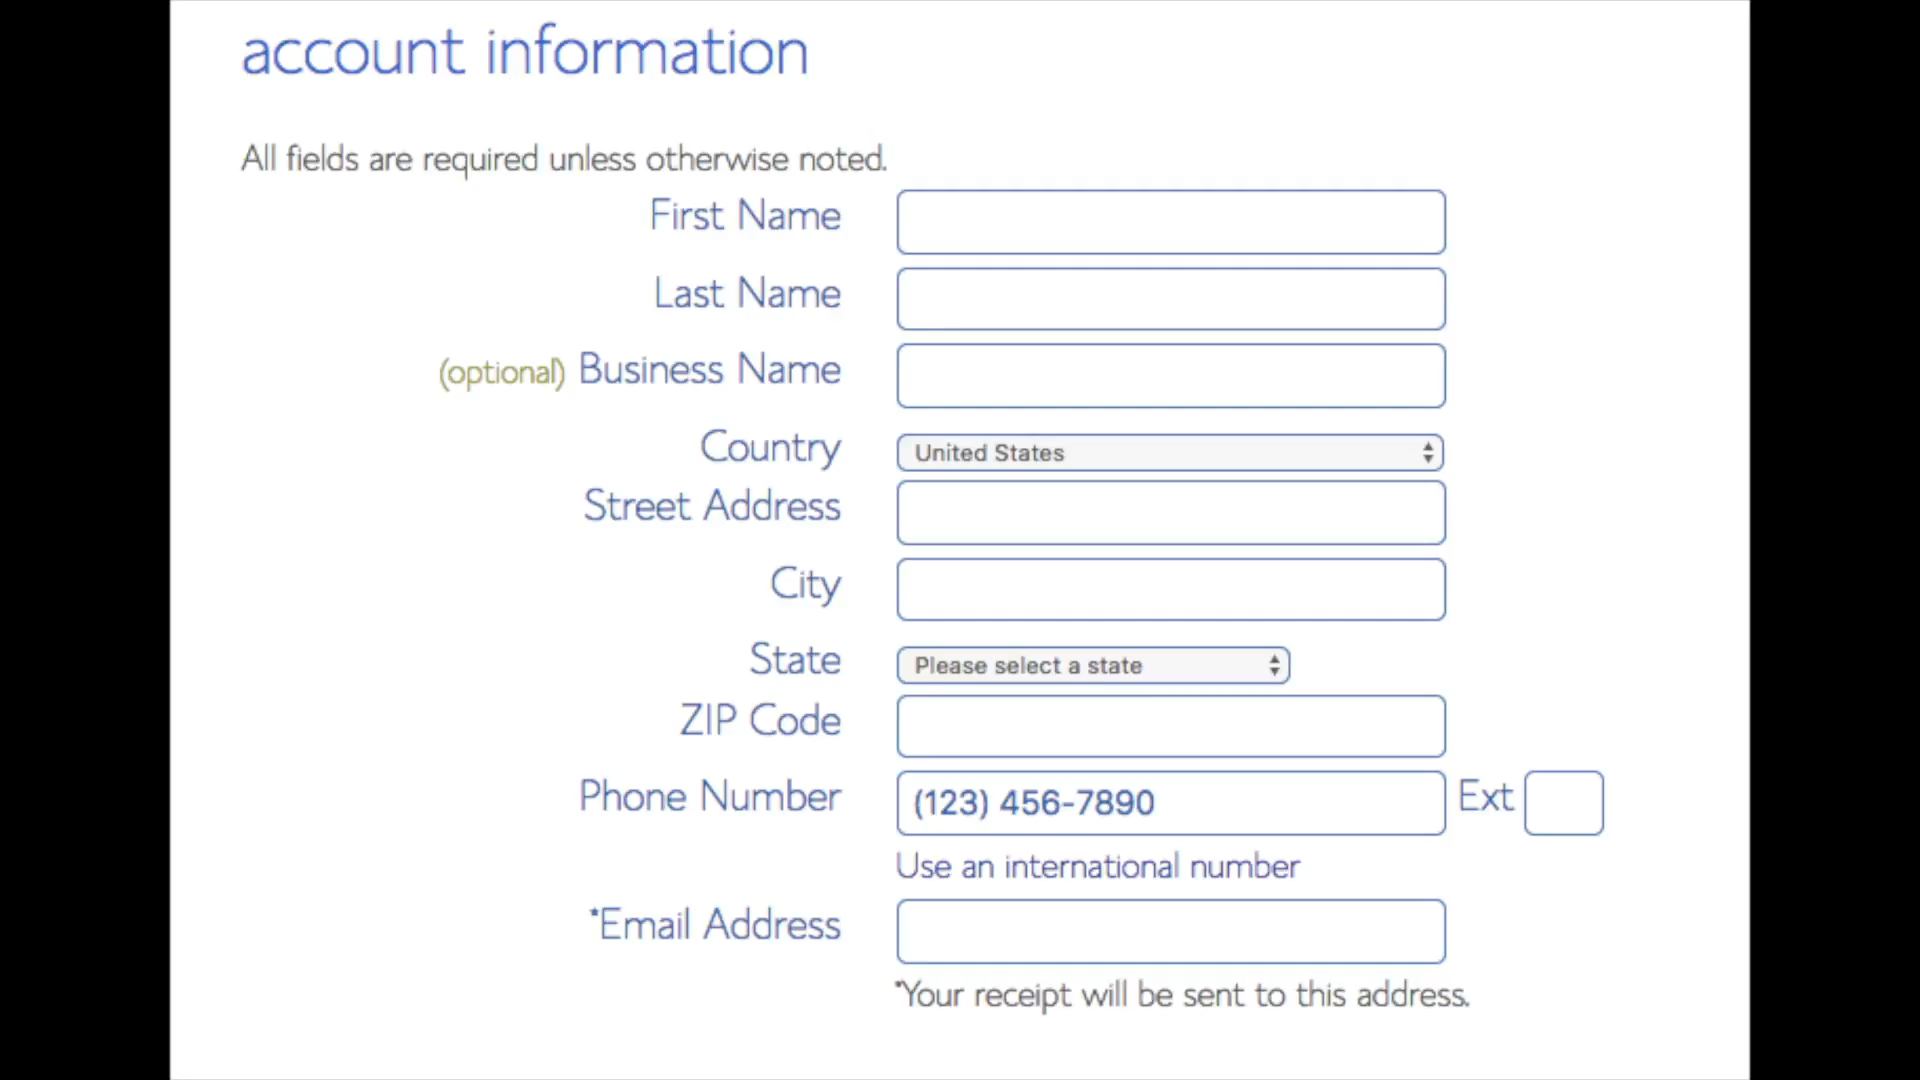 account information
All fields are required unless otherwise noted.
First Name
Last Name
(optional) Business Name
Country United States
Street Address
City
State Please select a state
ZIP Code
Phone Number (123) 456-7890 Ext
Use an international number
*Email Address
*Your receipt will be sent to this address.